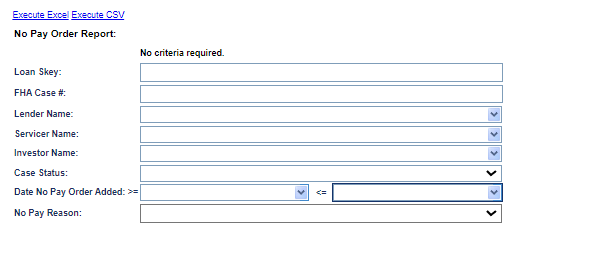 Execute Excel Execute CSV
No Pay Order Report:
No criteria required.
Loan Skey:
FHA Case #:
Lender Name:
Servicer Name:
Investor Name:
Case Status:
Date No Pay Order Added: >= <=
No Pay Reason: